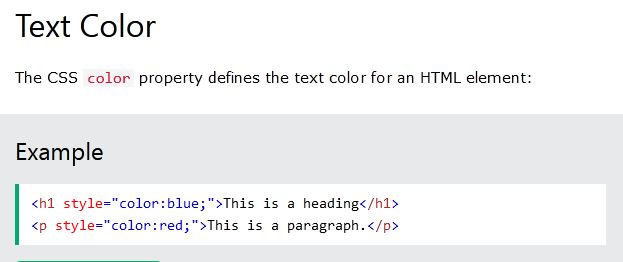 Text Color
The CSS color property defines the text color for an HTML element:
Example
<h1 style="color:blue;">This is a heading</h1>
<p style="color:red;">This is a paragraph.</p>